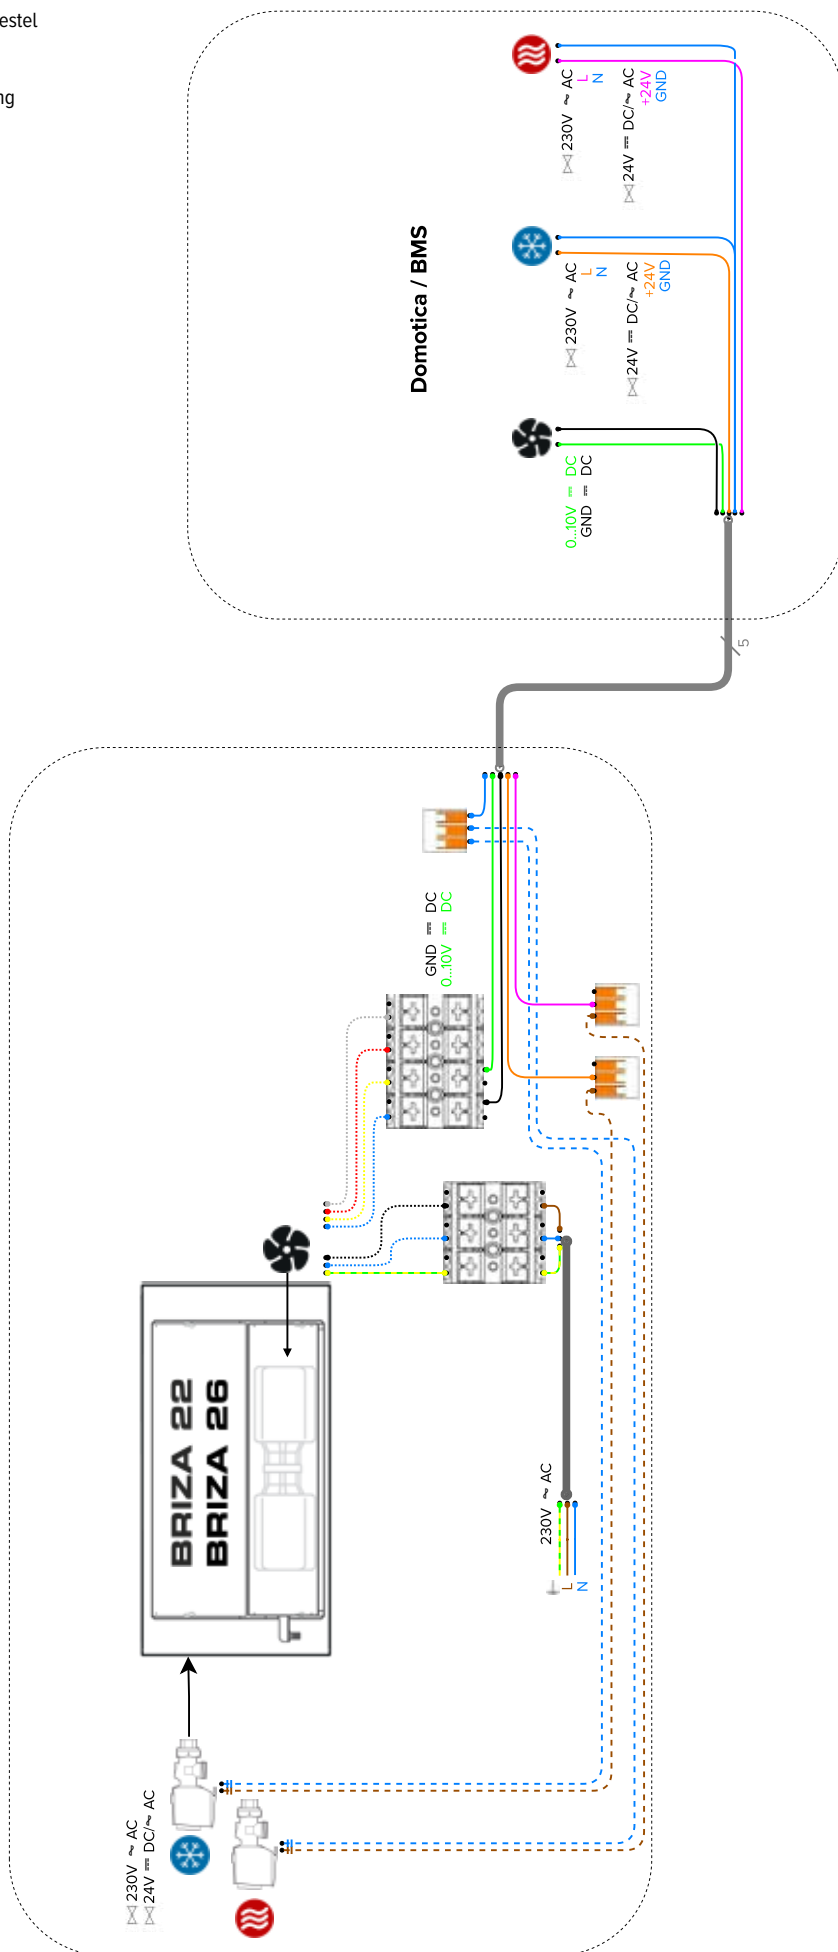 estel
ng
230V ~ AC
L
N
24V ⎓ DC/~ AC
+24V
GND
Domotica / BMS
230V ~ AC
L
N
24V ⎓ DC/~ AC
+24V
GND
0...10V ⎓ DC
GND ⎓ DC
5
GND ⎓ DC
0...10V ⎓ DC
BRIZA 22
BRIZA 26
230V ~ AC
L
N
230V ~ AC
24V ⎓ DC/~ AC